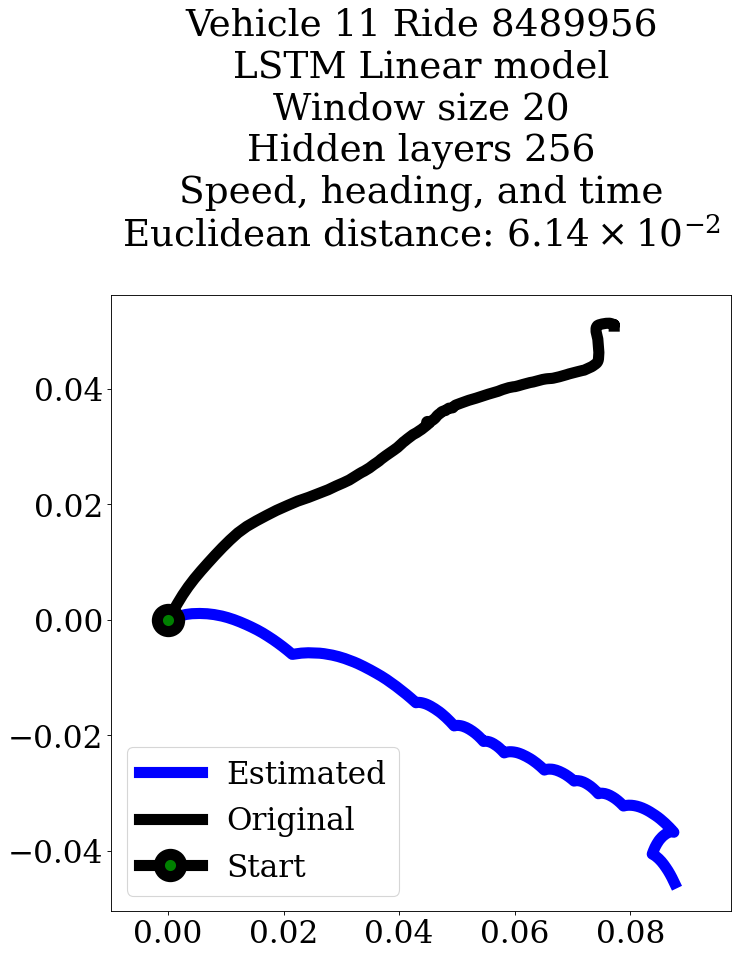 Vehicle 11 Ride 8489956
LSTM Linear model
Window size 20
Hidden layers 256
Speed, heading, and time
Euclidean distance: 6.14 × 10⁻²
0.04
0.02
0.00
−0.02
−0.04
Estimated
Original
Start
0.00 0.02 0.04 0.06 0.08